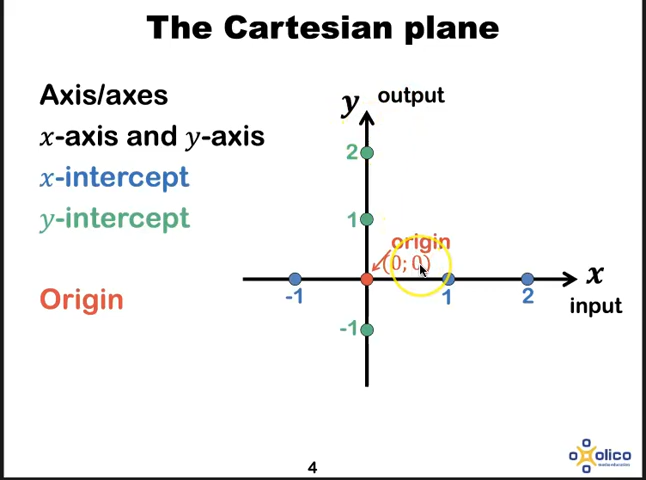 The Cartesian plane
Axis/axes
x-axis and y-axis
x-intercept
y-intercept
Origin
y output
2
1
origin
(0; 0)
x
-1
1
2
input
-1
4
olico